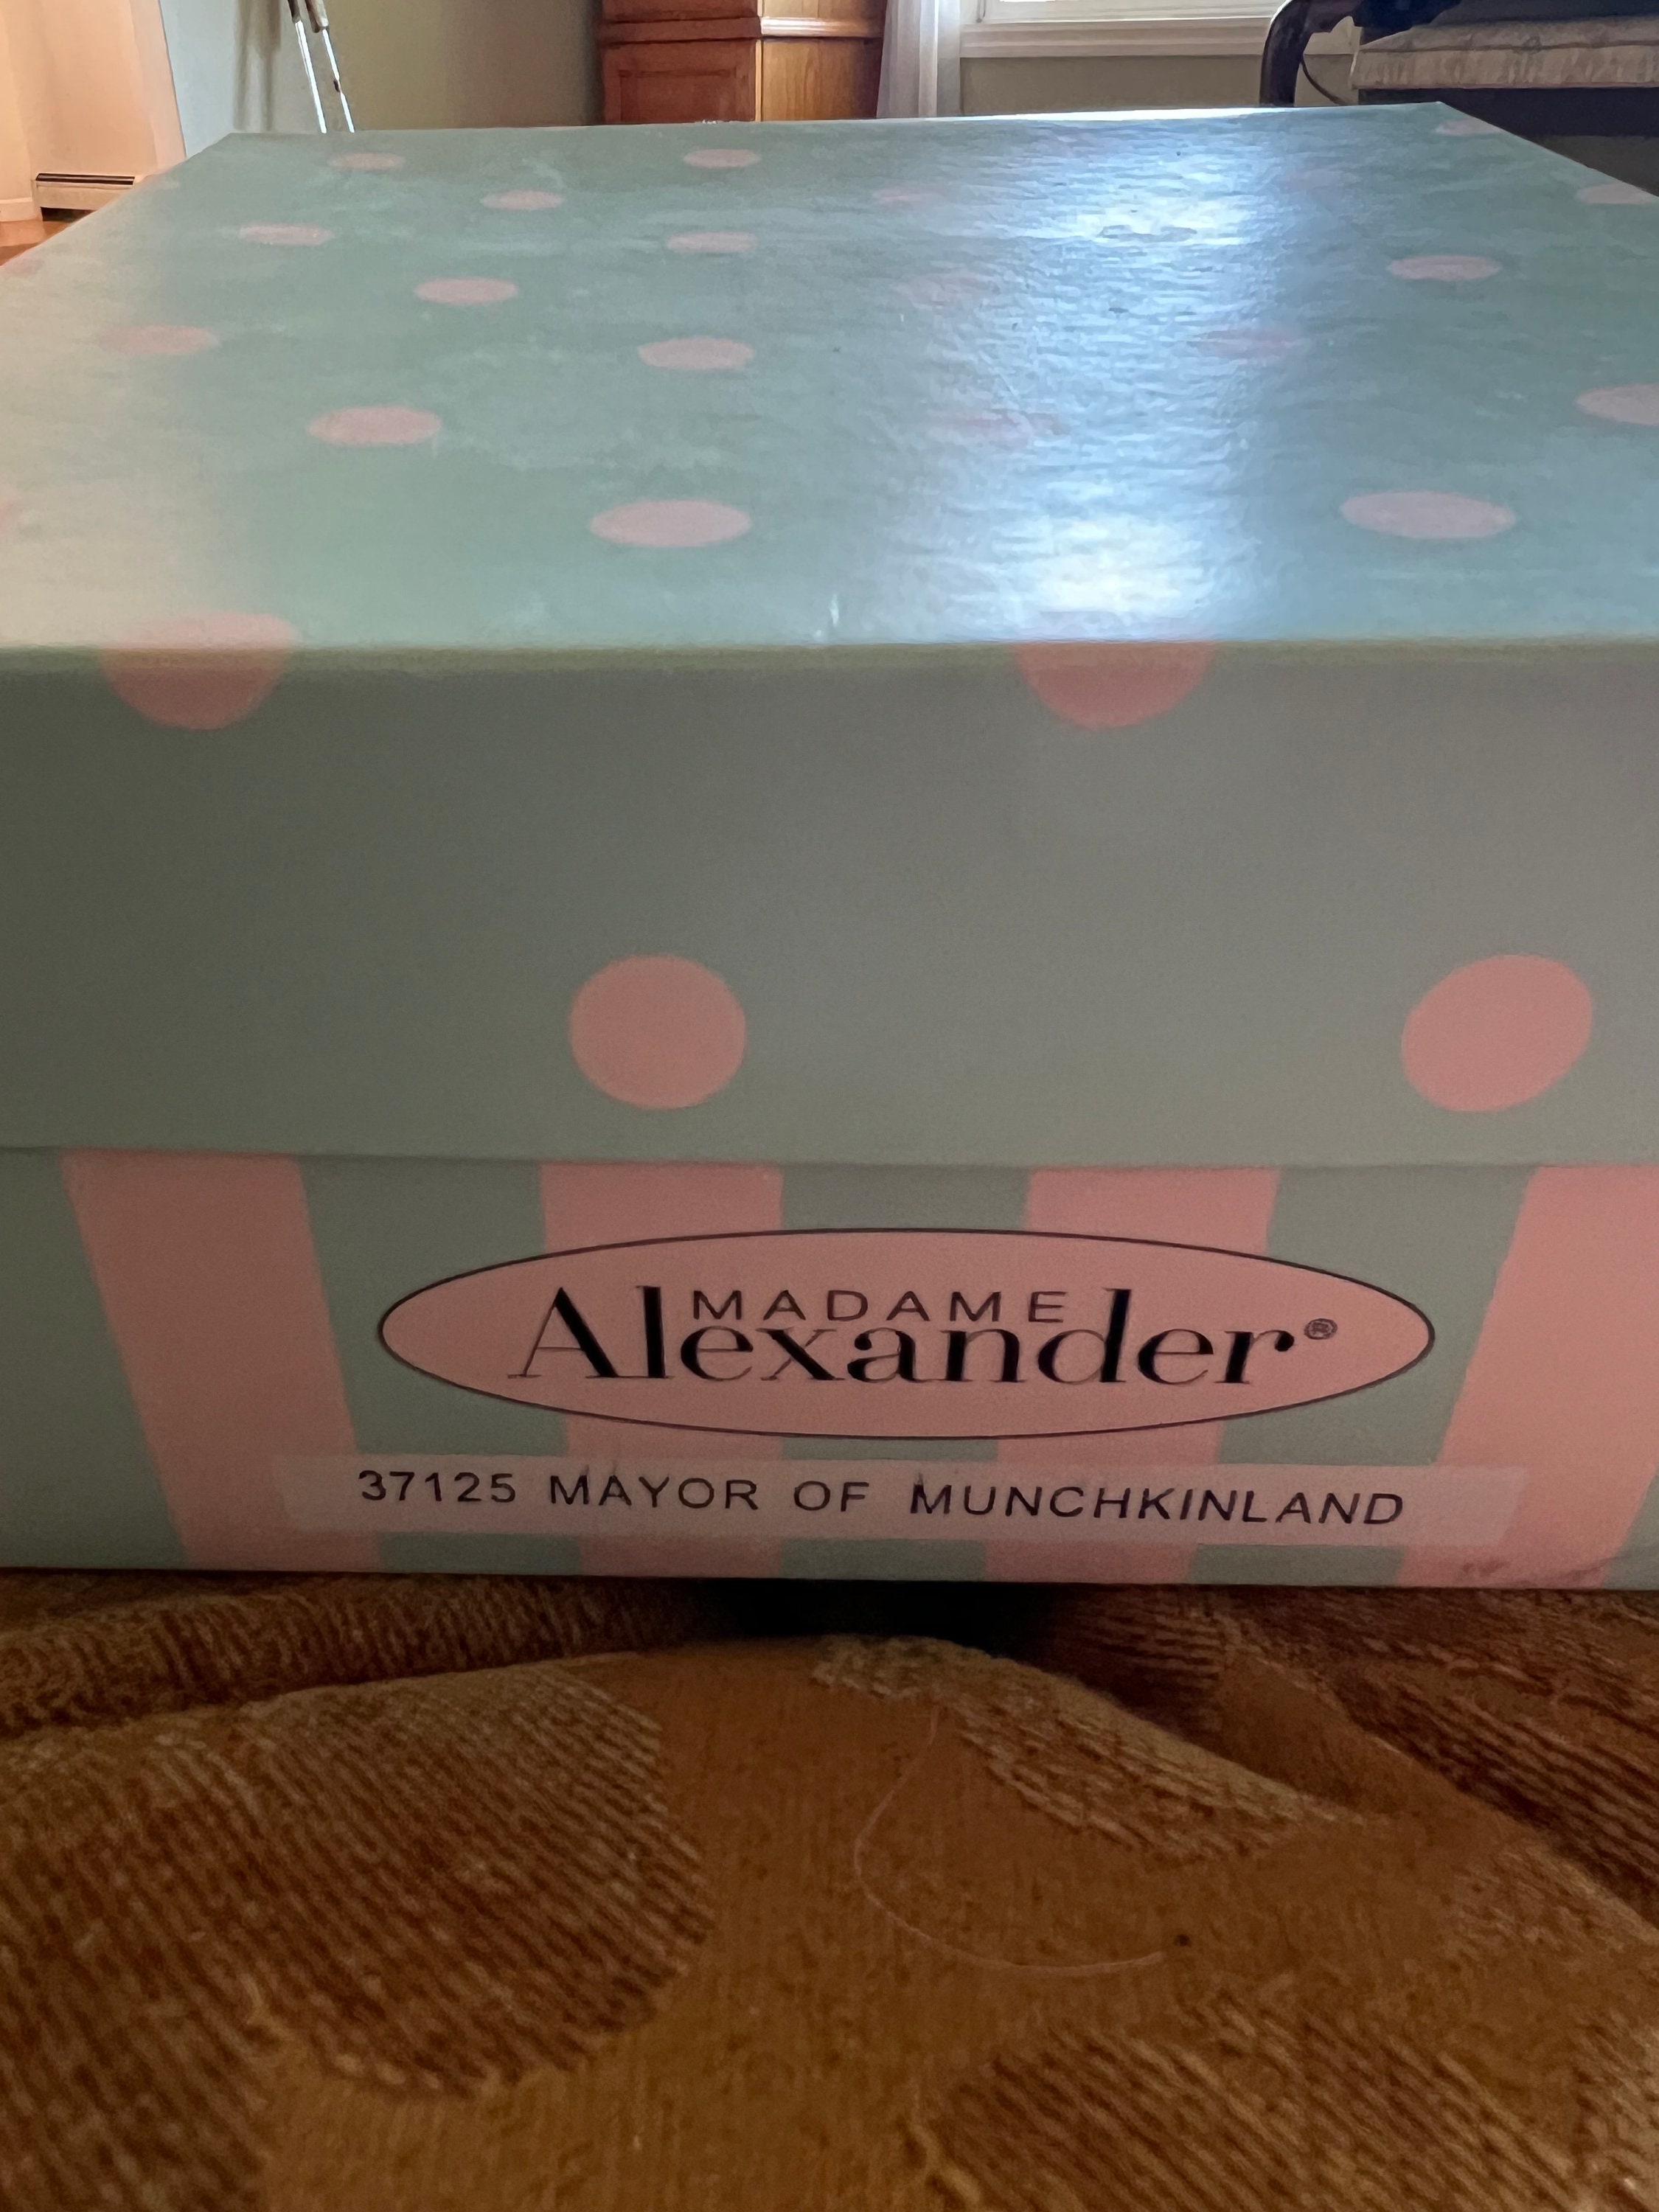 MADAME
Alexander®
37125 MAYOR OF MUNCHKINLAND